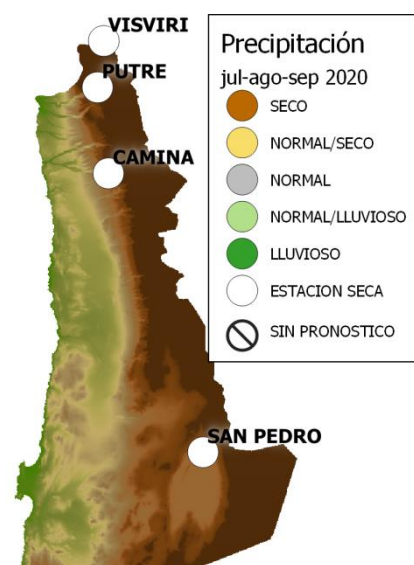 VISVIRI
PUTRE
CAMINA
SAN PEDRO
Precipitación
jul-ago-sep 2020
SECO
NORMAL/SECO
NORMAL
NORMAL/LLUVIOSO
LLUVIOSO
ESTACION SECA
SIN PRONOSTICO